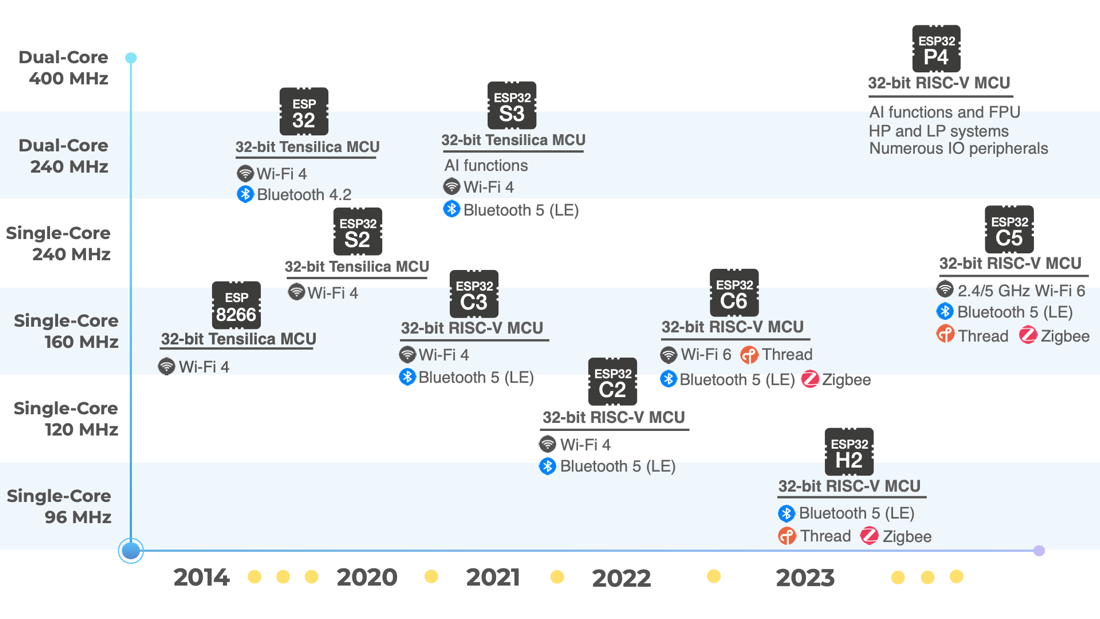 Dual-Core
400 MHz
ESP32
P4
32-bit RISC-V MCU
AI functions and FPU
HP and LP systems
Numerous IO peripherals
Dual-Core
240 MHz
ESP
32
32-bit Tensilica MCU
Wi-Fi 4
Bluetooth 4.2
ESP32
S3
32-bit Tensilica MCU
AI functions
Wi-Fi 4
Bluetooth 5 (LE)
Single-Core
240 MHz
ESP32
S2
32-bit Tensilica MCU
Wi-Fi 4
ESP32
C5
32-bit RISC-V MCU
2.4/5 GHz Wi-Fi 6
Bluetooth 5 (LE)
Thread Zigbee
Single-Core
160 MHz
ESP
8266
32-bit Tensilica MCU
Wi-Fi 4
ESP32
C3
32-bit RISC-V MCU
Wi-Fi 4
Bluetooth 5 (LE)
ESP32
C6
32-bit RISC-V MCU
Wi-Fi 6 Thread
Bluetooth 5 (LE) Zigbee
Single-Core
120 MHz
ESP32
C2
32-bit RISC-V MCU
Wi-Fi 4
Bluetooth 5 (LE)
Single-Core
96 MHz
ESP32
H2
32-bit RISC-V MCU
Bluetooth 5 (LE)
Thread Zigbee
2014 2020 2021 2022 2023